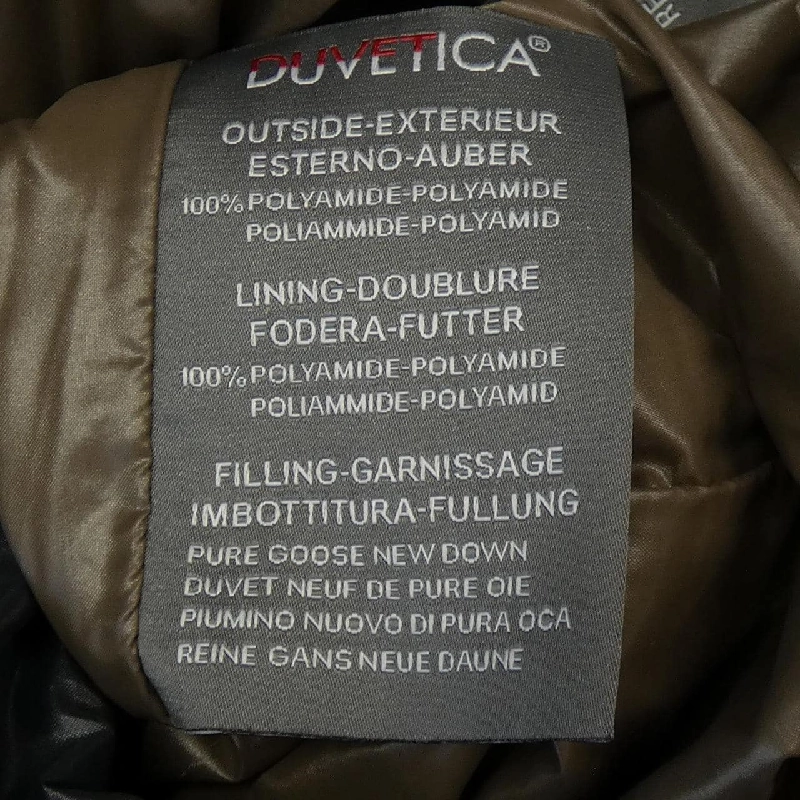 DUVETICA®
OUTSIDE-EXTERIEUR
ESTERNO-AUBER
100% POLYAMIDE-POLYAMIDE
POLIAMMIDE-POLYAMID
LINING-DOUBLURE
FODERA-FUTTER
100% POLYAMIDE-POLYAMIDE
POLIAMMIDE-POLYAMID
FILLING-GARNISSAGE
IMBOTTITURA-FULLUNG
PURE GOOSE NEW DOWN
DUVET NEUF DE PURE OIE
PIUMINO NUOVO DI PURA OCA
REINE GANS NEUE DAUNE